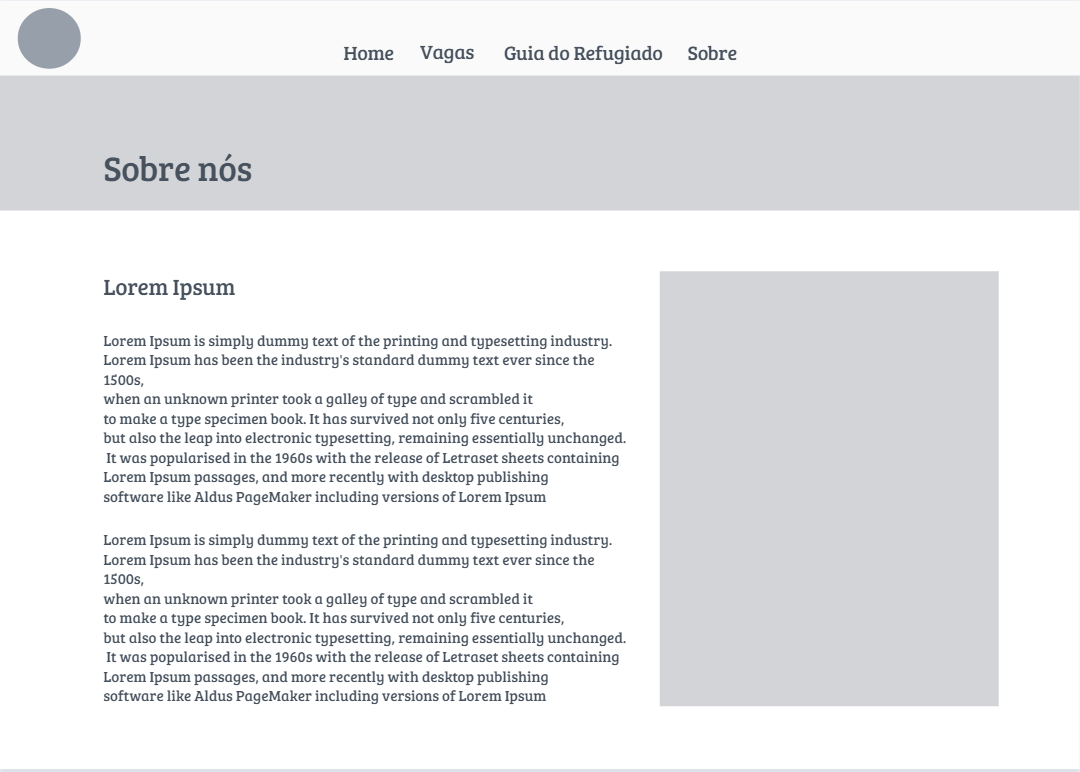 Home Vagas Guia do Refugiado Sobre
Sobre nós
Lorem Ipsum
Lorem Ipsum is simply dummy text of the printing and typesetting industry.
Lorem Ipsum has been the industry's standard dummy text ever since the
1500s,
when an unknown printer took a galley of type and scrambled it
to make a type specimen book. It has survived not only five centuries,
but also the leap into electronic typesetting, remaining essentially unchanged.
It was popularised in the 1960s with the release of Letraset sheets containing
Lorem Ipsum passages, and more recently with desktop publishing
software like Aldus PageMaker including versions of Lorem Ipsum
Lorem Ipsum is simply dummy text of the printing and typesetting industry.
Lorem Ipsum has been the industry's standard dummy text ever since the
1500s,
when an unknown printer took a galley of type and scrambled it
to make a type specimen book. It has survived not only five centuries,
but also the leap into electronic typesetting, remaining essentially unchanged.
It was popularised in the 1960s with the release of Letraset sheets containing
Lorem Ipsum passages, and more recently with desktop publishing
software like Aldus PageMaker including versions of Lorem Ipsum